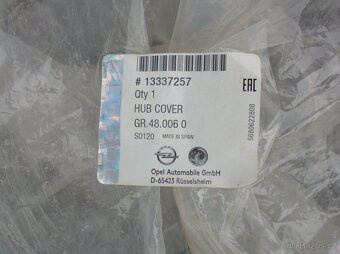 # 13337257
Qty 1
HUB COVER
GR.48.006 0
S0120 MADE IN SPAIN
EAC
S680622808
Opel Automobile GmbH
D-65423 Rüsselsheim